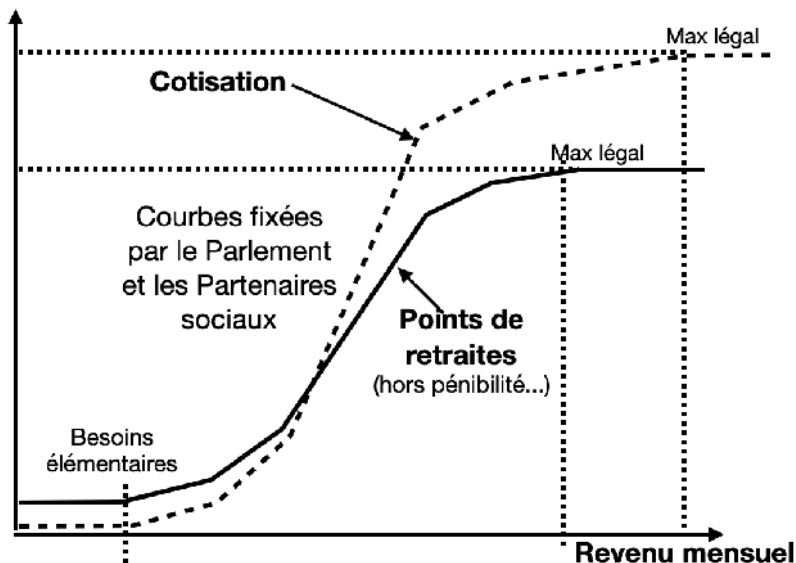 Max légal
Cotisation
Max légal
Courbes fixées
par le Parlement
et les Partenaires
sociaux
Points de
retraites
(hors pénibilité...)
Besoins
élémentaires
Revenu mensuel